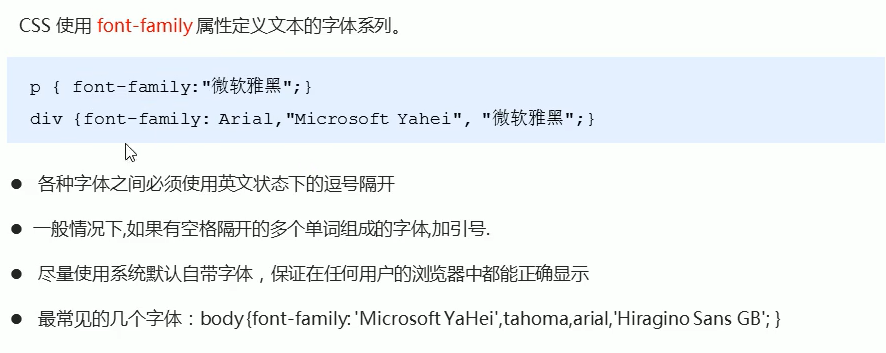 CSS 使用 font-family 属性定义文本的字体系列。
p { font-family:"微软雅黑";}
div {font-family: Arial,"Microsoft Yahei", "微软雅黑";}
● 各种字体之间必须使用英文状态下的逗号隔开
● 一般情况下,如果有空格隔开的多个单词组成的字体,加引号.
● 尽量使用系统默认自带字体，保证在任何用户的浏览器中都能正确显示
● 最常见的几个字体：body{font-family: 'Microsoft YaHei',tahoma,arial,'Hiragino Sans GB'; }